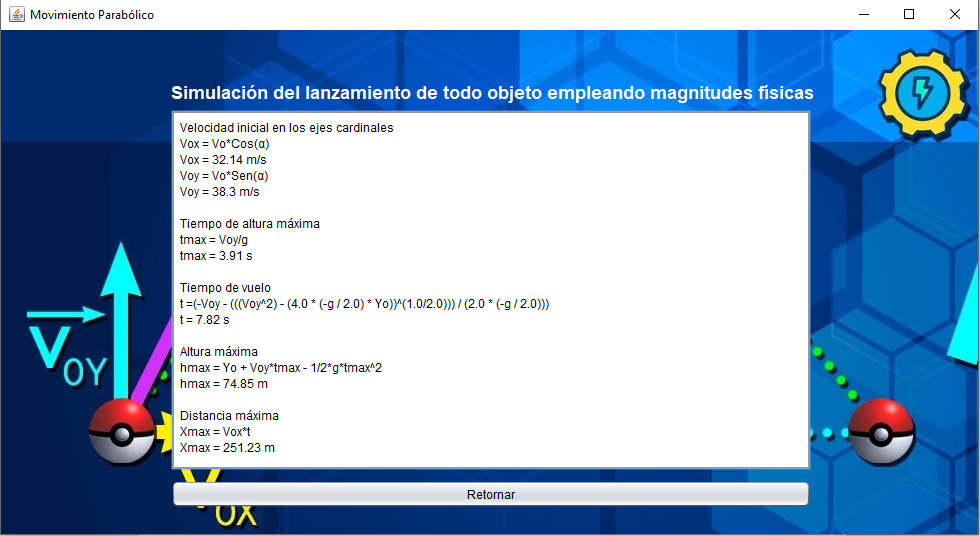 Movimiento Parabólico
Simulación del lanzamiento de todo objeto empleando magnitudes físicas
Velocidad inicial en los ejes cardinales
Vox = Vo*Cos(α)
Vox = 32.14 m/s
Voy = Vo*Sen(α)
Voy = 38.3 m/s
Tiempo de altura máxima
tmax = Voy/g
tmax = 3.91 s
Tiempo de vuelo
t =(-Voy - (((Voy^2) - (4.0 * (-g / 2.0) * Yo))^(1.0/2.0))) / (2.0 * (-g / 2.0)))
t = 7.82 s
Altura máxima
hmax = Yo + Voy*tmax - 1/2*g*tmax^2
hmax = 74.85 m
Distancia máxima
Xmax = Vox*t
Xmax = 251.23 m
VOY
VOX
Retornar